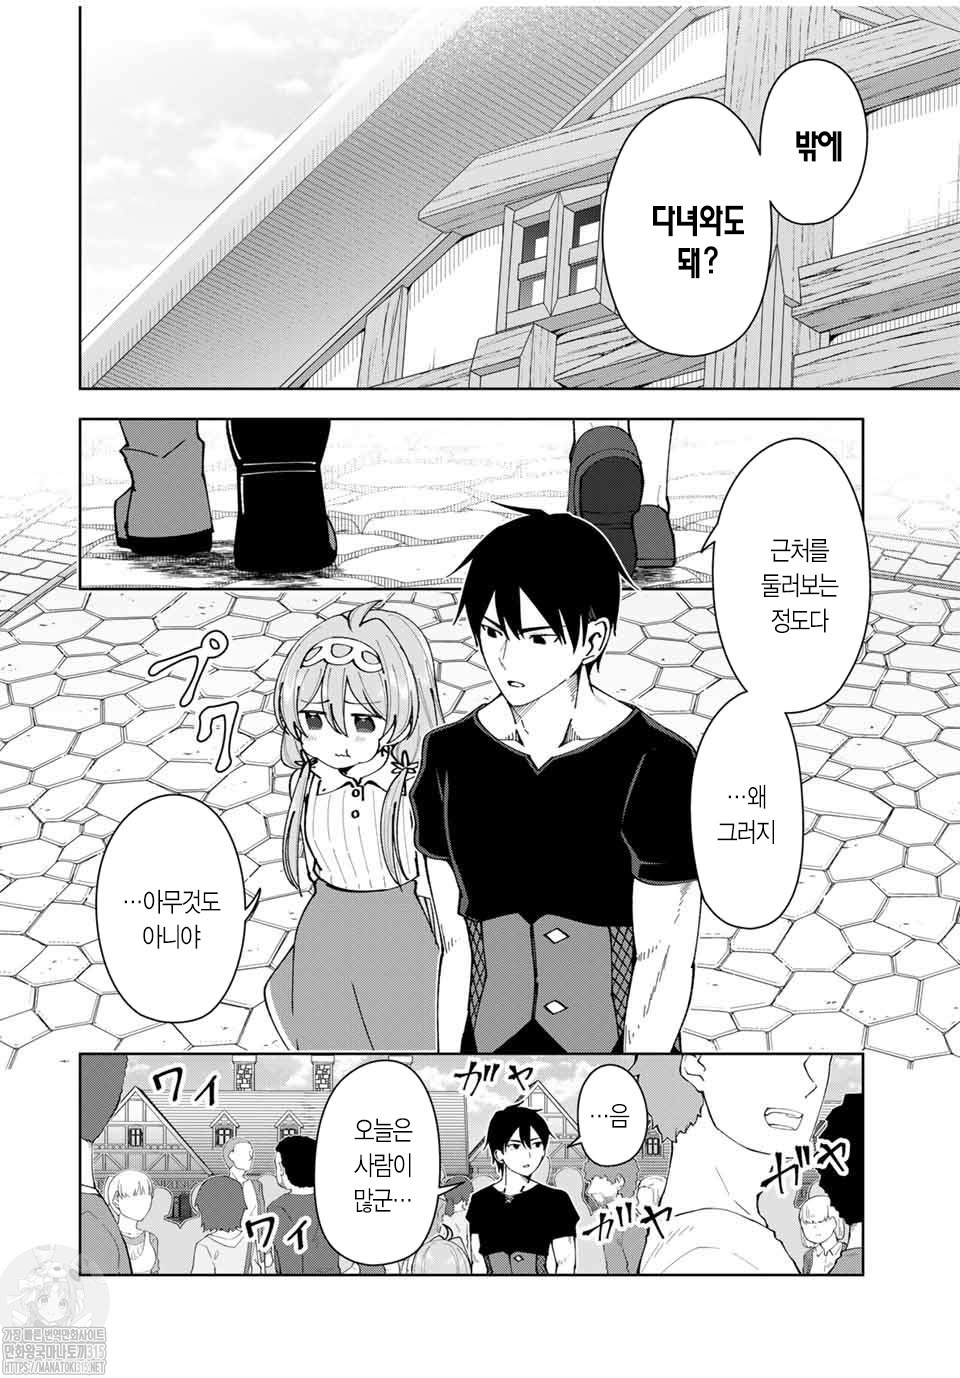 밖에
다녀와도
돼?
근처를
둘러보는
정도다
…왜
그러지
プク
…아무것도
아니야
ワイ
ワイ
ガヤ
…음
오늘은
사람이
많군…
ガヤ
ガヤ
가장 빠른 번역만화사이트
만화왕국마나토끼315
HTTPS://MANATOKI315.NET